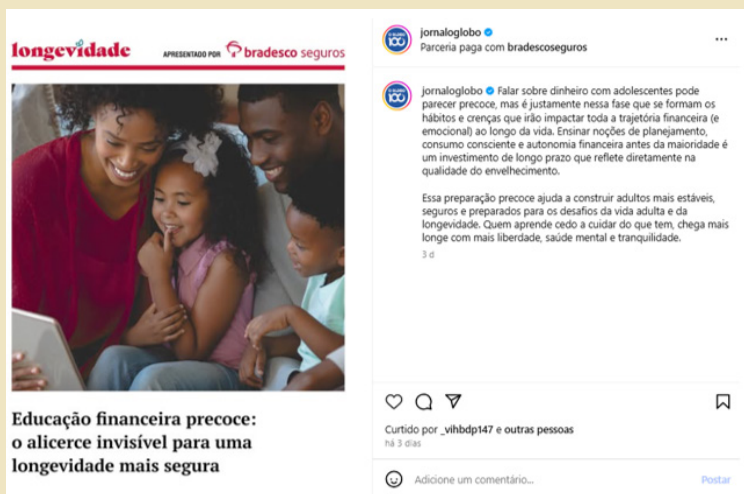 longevidade
APRESENTADO POR bradesco seguros
Educação financeira precoce:
o alicerce invisível para uma
longevidade mais segura
O GLOBO
100
jornaloglobo
Parceria paga com bradescoseguros
O GLOBO
100
jornaloglobo Falar sobre dinheiro com adolescentes pode
parecer precoce, mas é justamente nessa fase que se formam os
hábitos e crenças que irão impactar toda a trajetória financeira (e
emocional) ao longo da vida. Ensinar noções de planejamento,
consumo consciente e autonomia financeira antes da maioridade é
um investimento de longo prazo que reflete diretamente na
qualidade do envelhecimento.
Essa preparação precoce ajuda a construir adultos mais estáveis,
seguros e preparados para os desafios da vida adulta e da
longevidade. Quem aprende cedo a cuidar do que tem, chega mais
longe com mais liberdade, saúde mental e tranquilidade.
3 d
Curtido por _vihbdp147 e outras pessoas
há 3 dias
Adicione um comentário... Postar